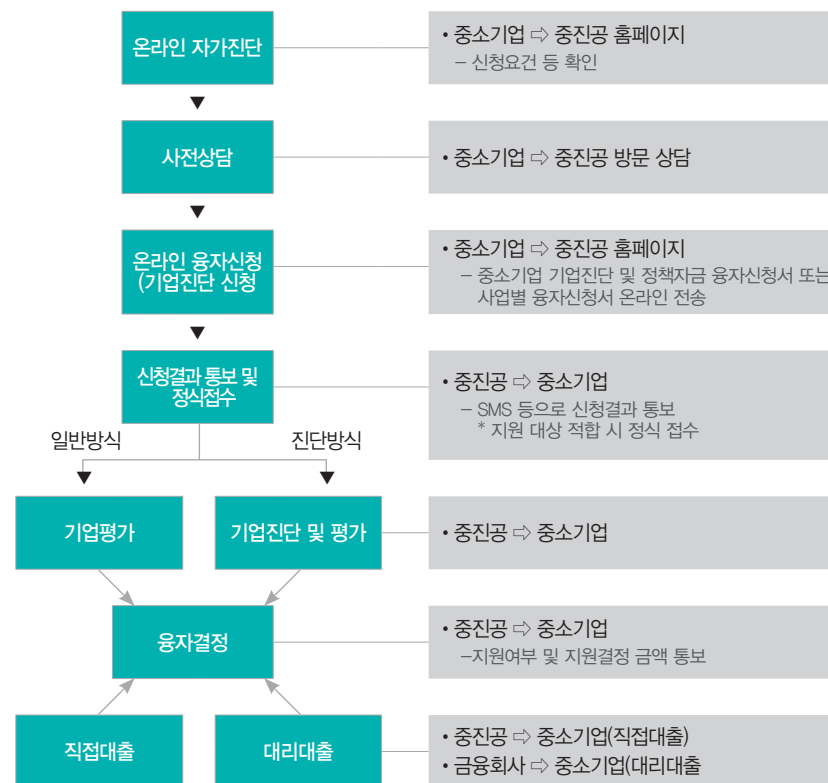 온라인 자가진단
• 중소기업 ⇨ 중진공 홈페이지
– 신청요건 등 확인
▼
사전상담
• 중소기업 ⇨ 중진공 방문 상담
▼
온라인 융자신청
(기업진단 신청
• 중소기업 ⇨ 중진공 홈페이지
– 중소기업 기업진단 및 정책자금 융자신청서 또는
사업별 융자신청서 온라인 전송
▼
신청결과 통보 및
정식접수
• 중진공 ⇨ 중소기업
– SMS 등으로 신청결과 통보
* 지원 대상 적합 시 정식 접수
일반방식 진단방식
기업평가
기업진단 및 평가
• 중진공 ⇨ 중소기업
융자결정
• 중진공 ⇨ 중소기업
–지원여부 및 지원결정 금액 통보
직접대출
대리대출
• 중진공 ⇨ 중소기업(직접대출)
• 금융회사 ⇨ 중소기업(대리대출